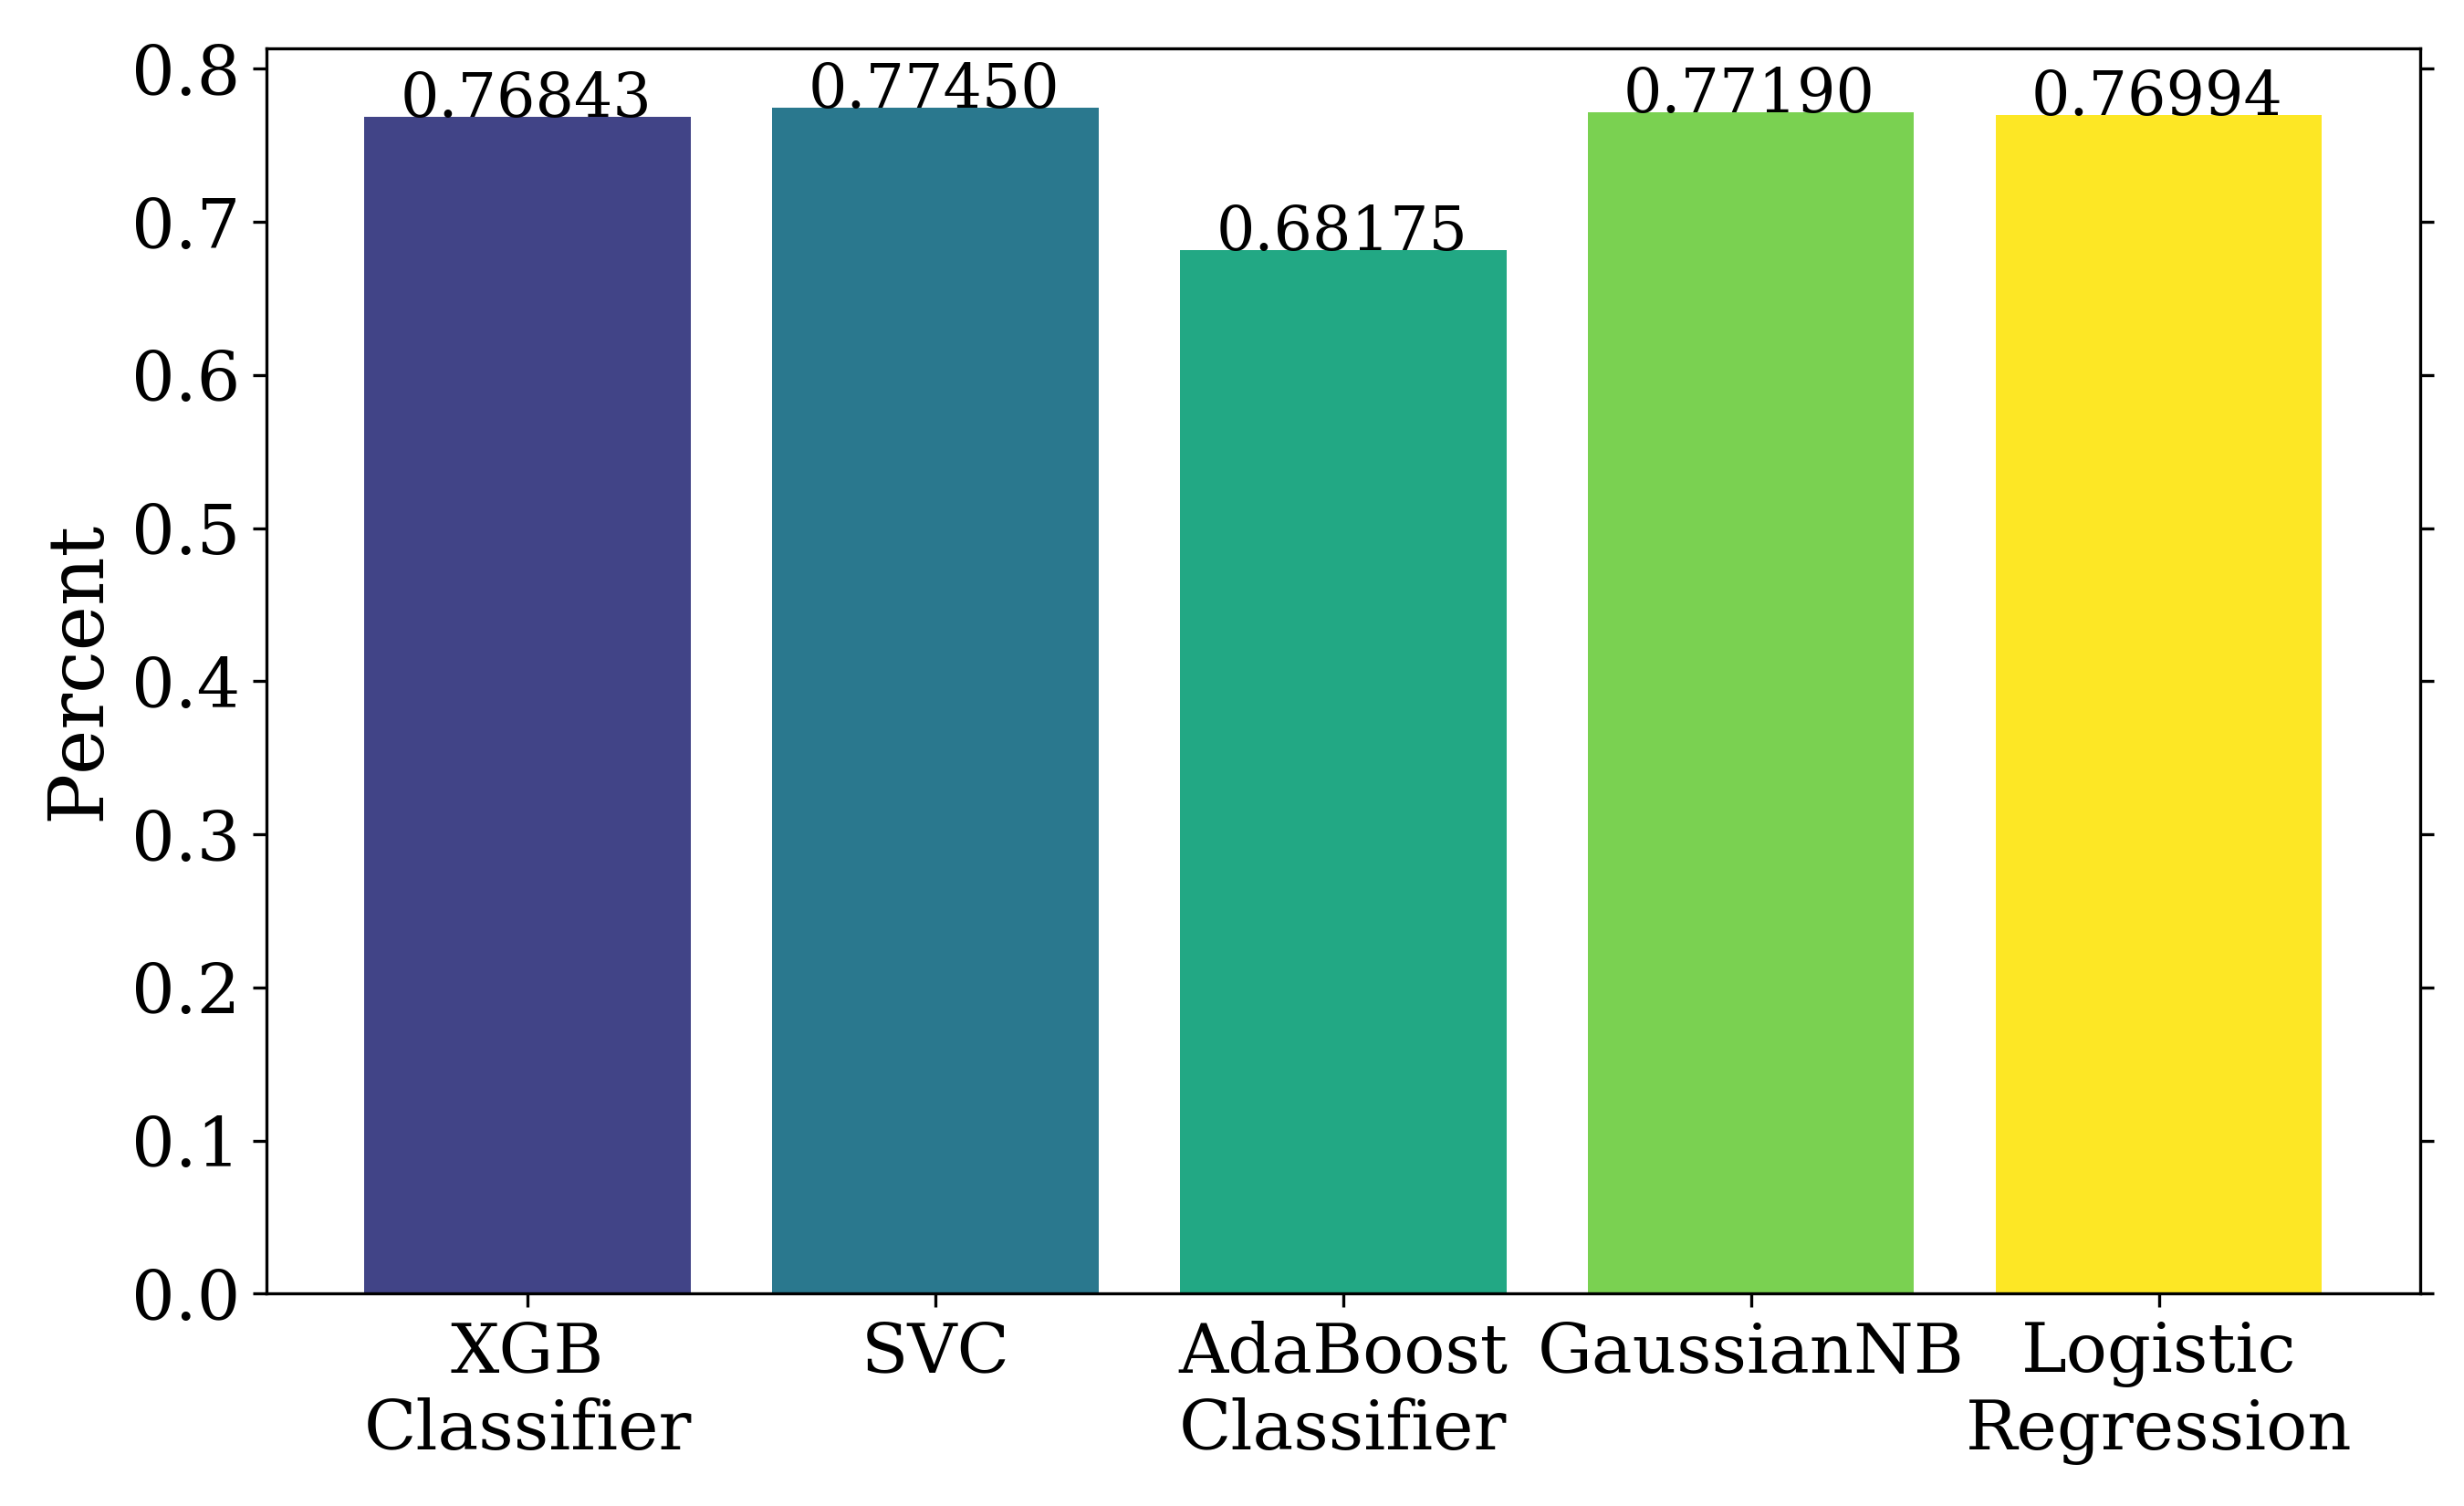 0.8
0.7
0.6
0.5
0.4
0.3
0.2
0.1
0.0
Percent
0.76843
0.77450
0.68175
0.77190
0.76994
XGB
Classifier
SVC
AdaBoost
Classifier
GaussianNB
Logistic
Regression